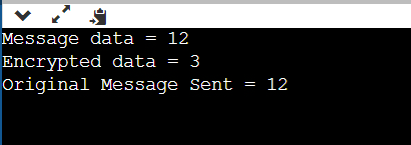 Message data = 12
Encrypted data = 3
Original Message Sent = 12